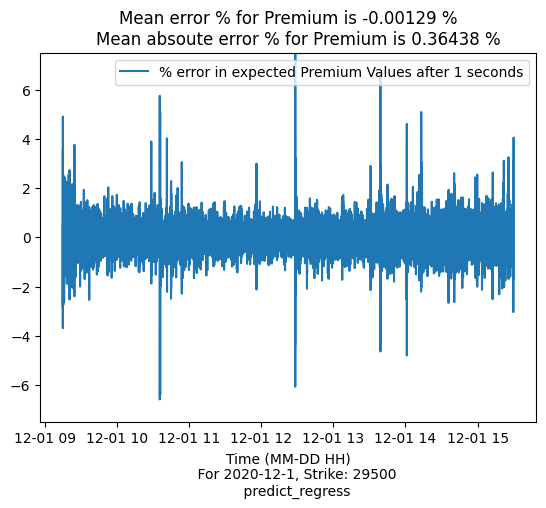 Mean error % for Premium is -0.00129 %
Mean absoute error % for Premium is 0.36438 %
% error in expected Premium Values after 1 seconds
6
4
2
0
−2
−4
−6
12-01 09 12-01 10 12-01 11 12-01 12 12-01 13 12-01 14 12-01 15
Time (MM-DD HH)
For 2020-12-1, Strike: 29500
predict_regress